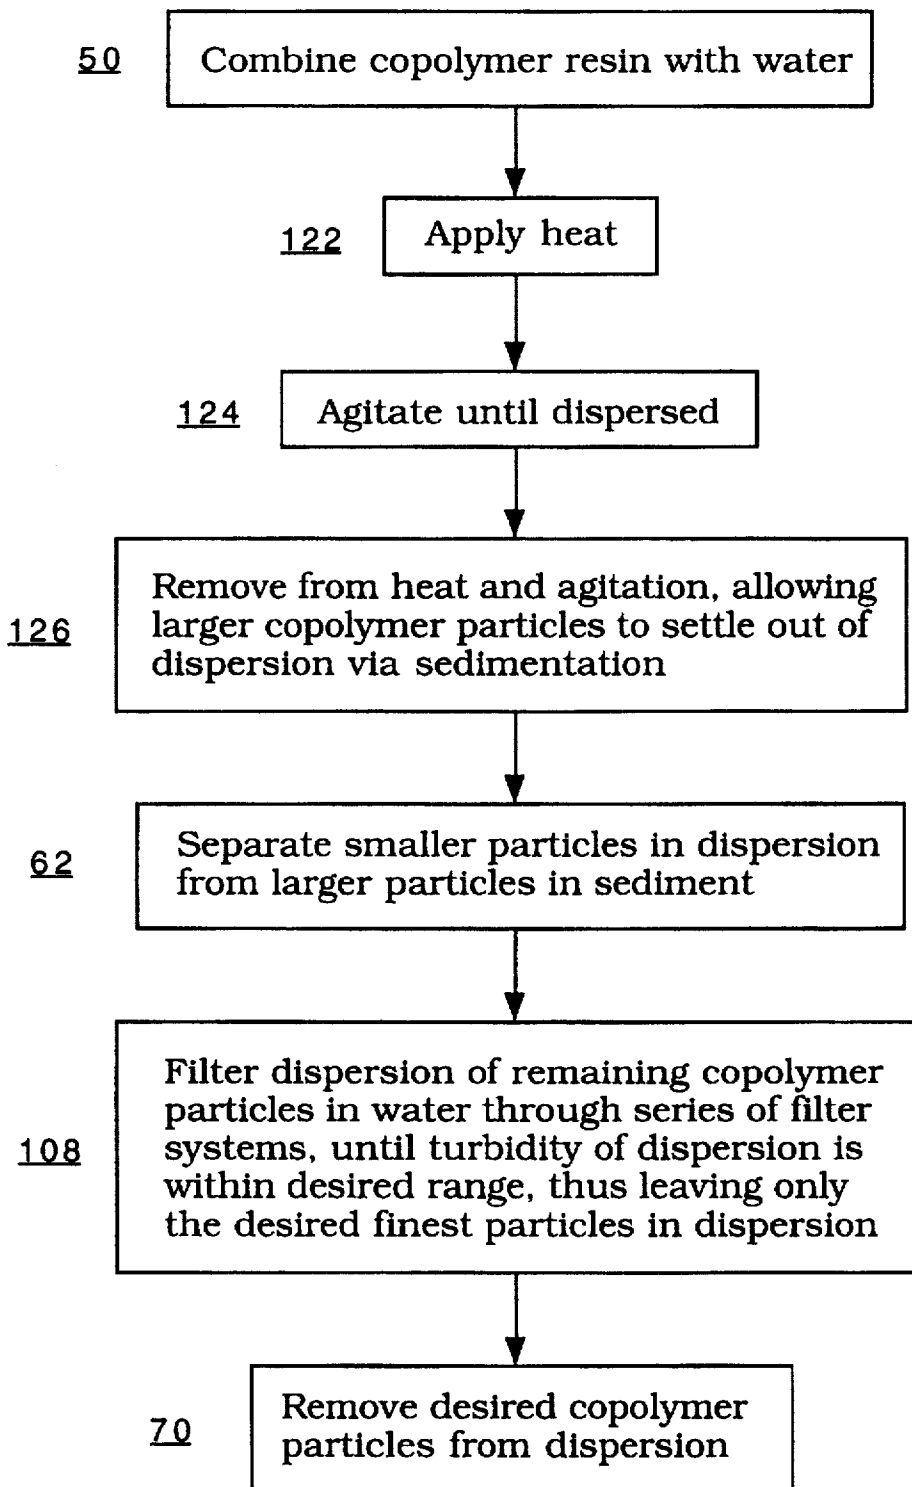 50
Combine copolymer resin with water
122
Apply heat
124
Agitate until dispersed
126
Remove from heat and agitation, allowing
larger copolymer particles to settle out of
dispersion via sedimentation
62
Separate smaller particles in dispersion
from larger particles in sediment
108
Filter dispersion of remaining copolymer
particles in water through series of filter
systems, until turbidity of dispersion is
within desired range, thus leaving only
the desired finest particles in dispersion
70
Remove desired copolymer
particles from dispersion